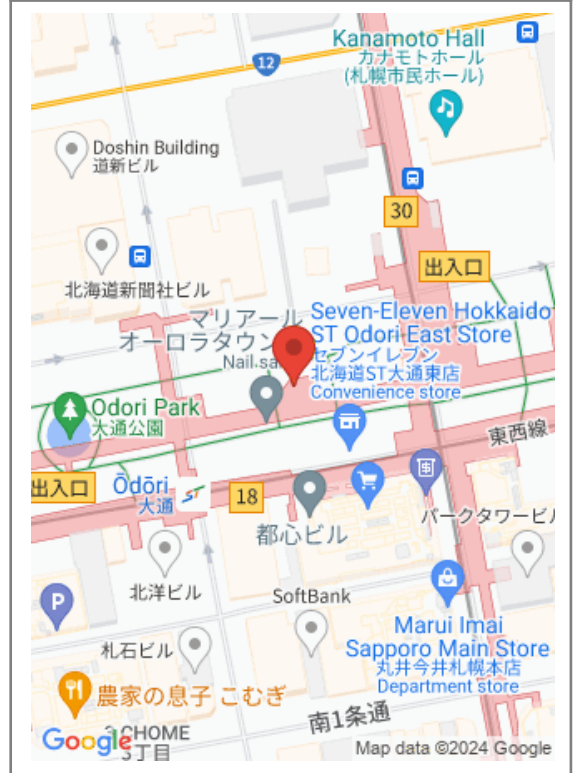 Kanamoto Hall
カナモトホール
(札幌市民ホール)
12
Doshin Building
道新ビル
30
出入口
北海道新聞社ビル
マリアール
オーロラタウン
Nail sa
Seven-Eleven Hokkaido
ST Odori East Store
セブンイレブン
北海道ST大通東店
Convenience store
Odori Park
大通公園
東西線
出入口
Ōdōri
大通
ST
18
都心ビル
パークタワービル
北洋ビル
SoftBank
P
札石ビル
Marui Imai
Sapporo Main Store
丸井今井札幌本店
Department store
農家の息子 こむぎ
南1条通
CHOME
3丁目
Google
Map data ©2024 Google